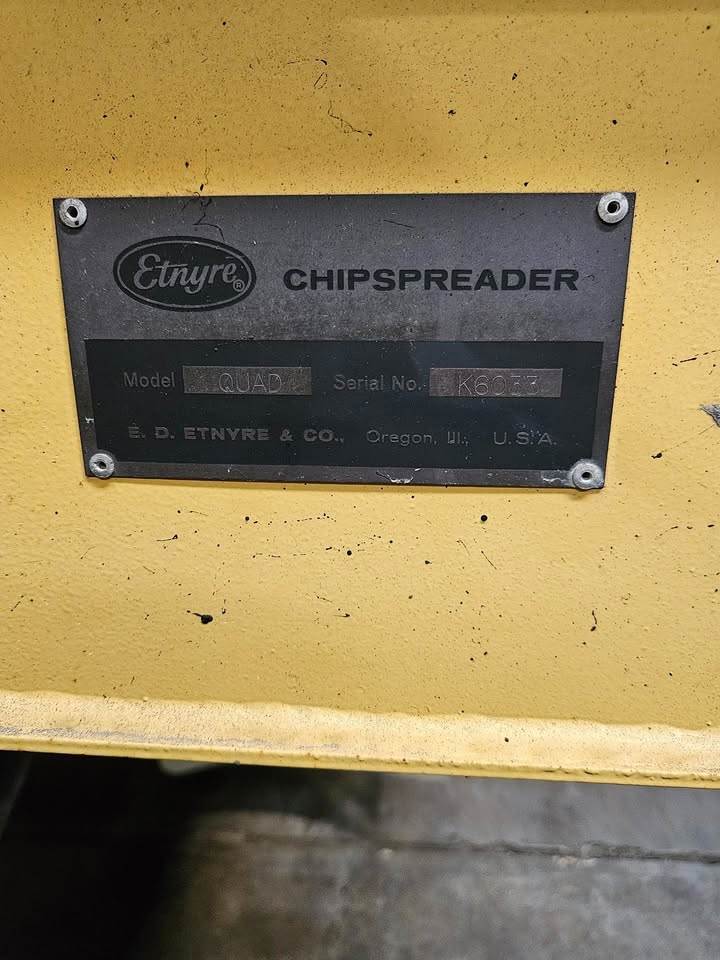 Etnyre® CHIPSPREADER
Model QUAD Serial No. K6033
E. D. ETNYRE & CO., Oregon, Ill., U.S.A.